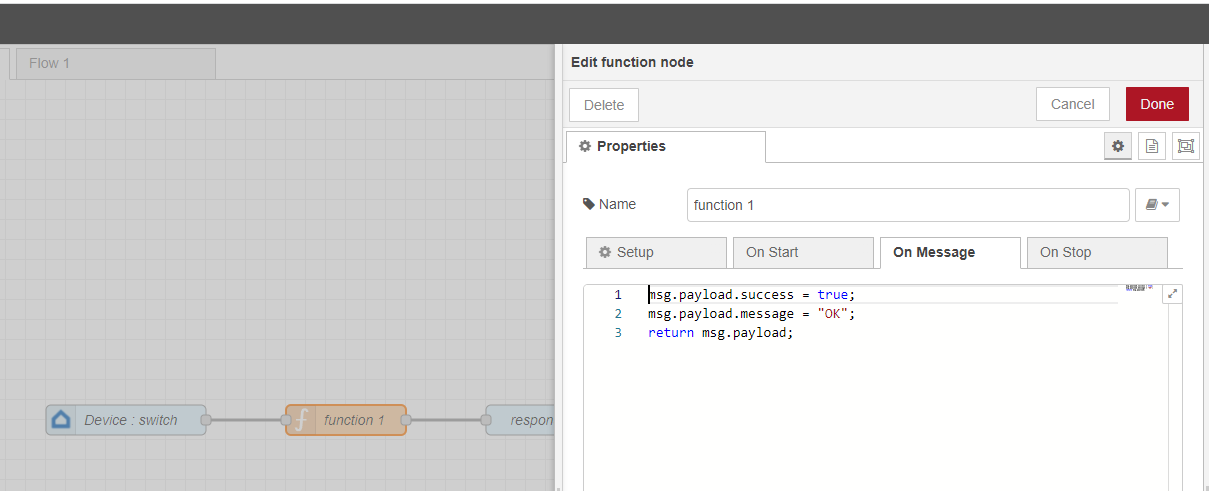 Flow 1
Edit function node
Delete
Cancel
Done
Properties
Name
function 1
Setup
On Start
On Message
On Stop
1 msg.payload.success = true;
2 msg.payload.message = "OK";
3 return msg.payload;
Device : switch
function 1
respon